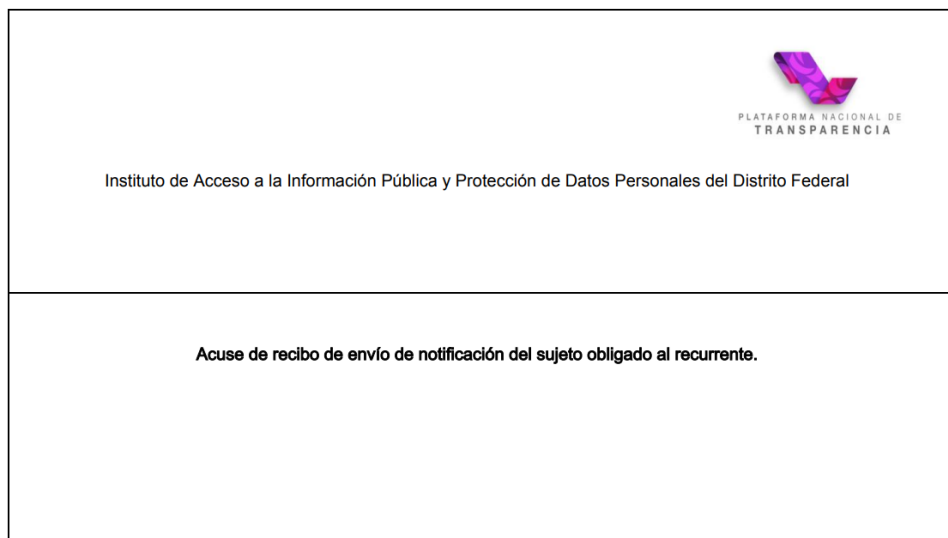 PLATAFORMA NACIONAL DE
TRANSPARENCIA
Instituto de Acceso a la Información Pública y Protección de Datos Personales del Distrito Federal
Acuse de recibo de envío de notificación del sujeto obligado al recurrente.